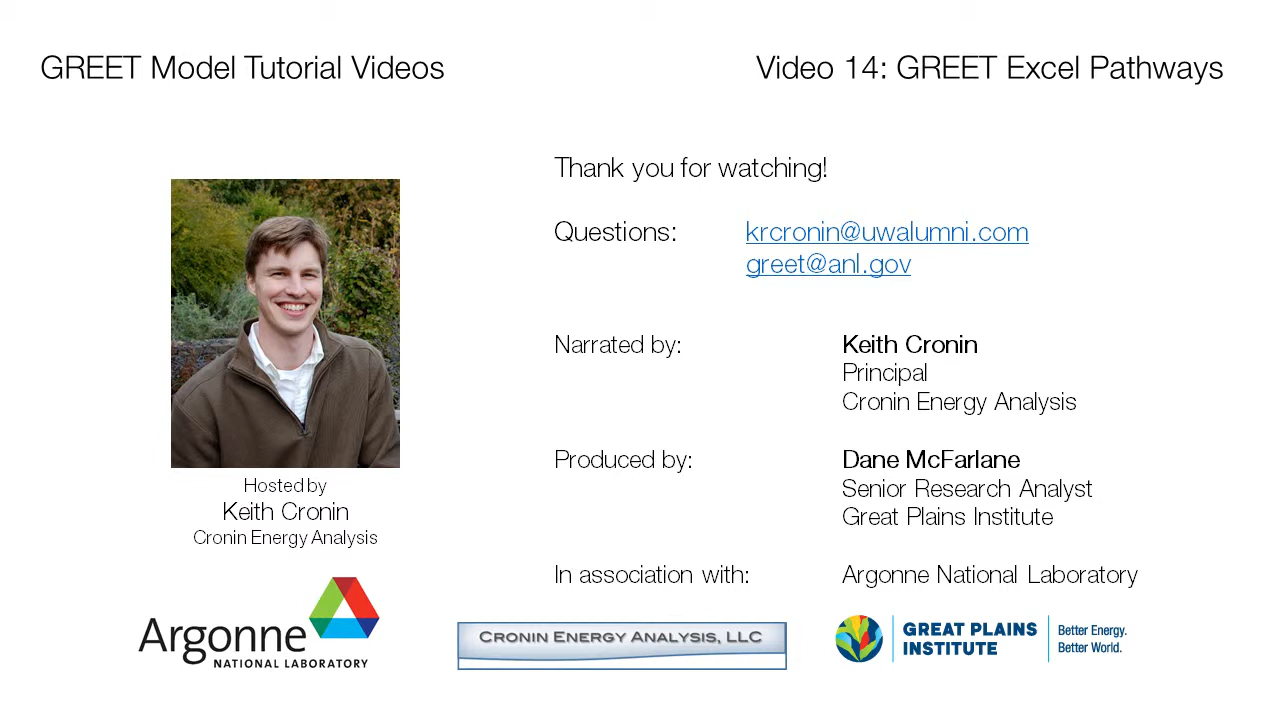 GREET Model Tutorial Videos
Video 14: GREET Excel Pathways
Thank you for watching!
Questions: krcronin@uwalumni.com
greet@anl.gov
Narrated by: Keith Cronin
Principal
Cronin Energy Analysis
Produced by: Dane McFarlane
Senior Research Analyst
Great Plains Institute
In association with: Argonne National Laboratory
Hosted by
Keith Cronin
Cronin Energy Analysis
Argonne
NATIONAL LABORATORY
CRONIN ENERGY ANALYSIS, LLC
GREAT PLAINS
INSTITUTE
Better Energy.
Better World.